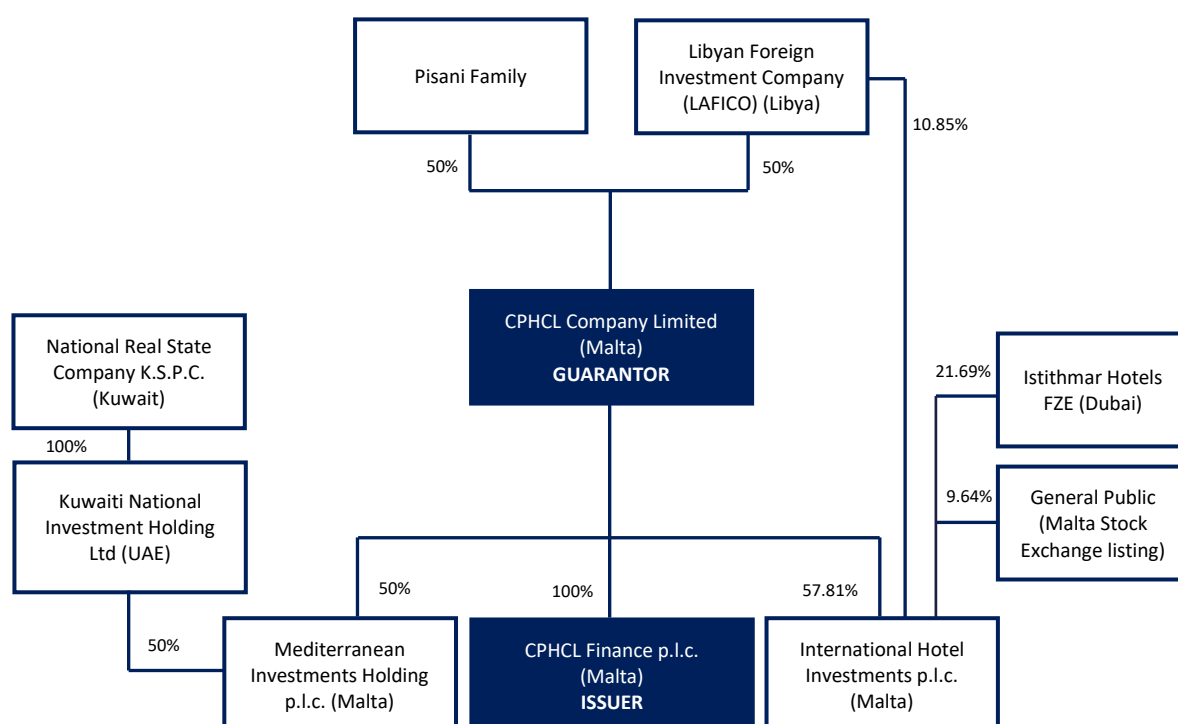 Pisani Family
Libyan Foreign
Investment Company
(LAFICO) (Libya)
10.85%
50%
50%
CPHCL Company Limited
(Malta)
GUARANTOR
National Real State
Company K.S.P.C.
(Kuwait)
21.69%
Istithmar Hotels
FZE (Dubai)
100%
Kuwaiti National
Investment Holding
Ltd (UAE)
9.64%
General Public
(Malta Stock
Exchange listing)
50%
100%
57.81%
50%
Mediterranean
Investments Holding
p.l.c. (Malta)
CPHCL Finance p.l.c.
(Malta)
ISSUER
International Hotel
Investments p.l.c.
(Malta)